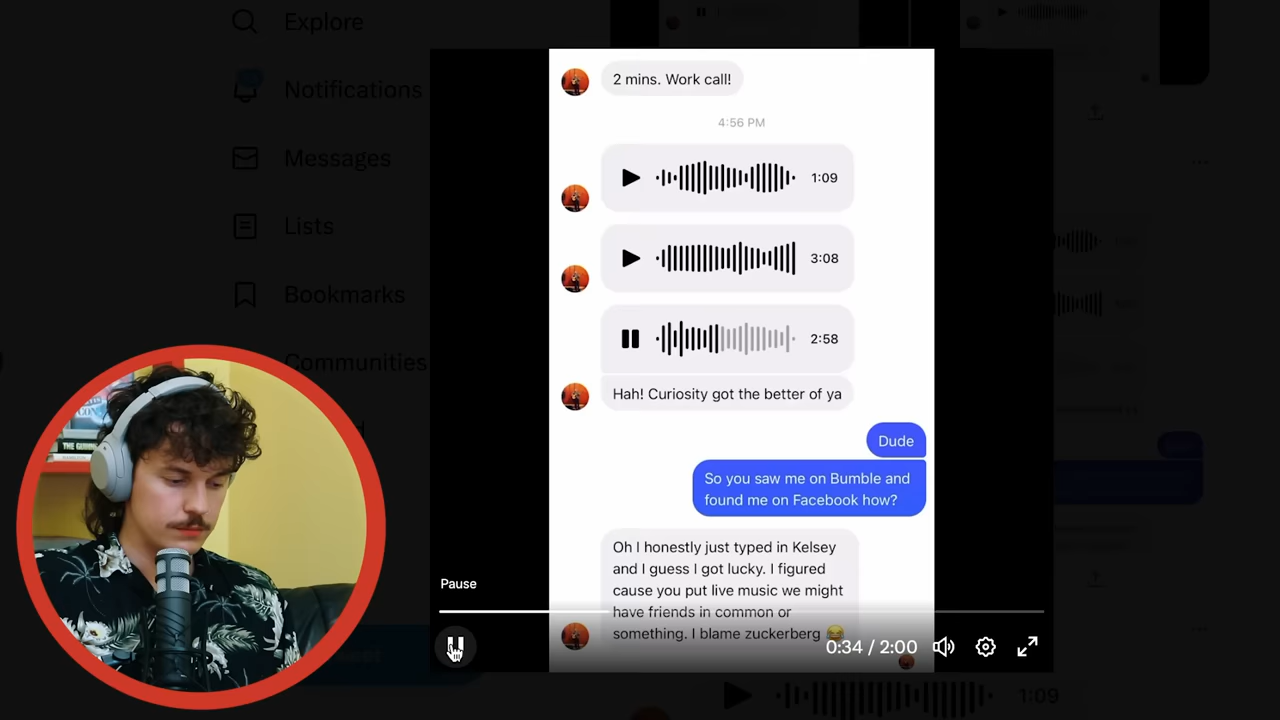 Explore
Notifications
Messages
Lists
Bookmarks
Communities
2 mins. Work call!
4:56 PM
1:09
3:08
2:58
Hah! Curiosity got the better of ya
Dude
So you saw me on Bumble and
found me on Facebook how?
Oh I honestly just typed in Kelsey
and I guess I got lucky. I figured
cause you put live music we might
have friends in common or
something. I blame zuckerberg 😂
Pause
0:34 / 2:00
1:09